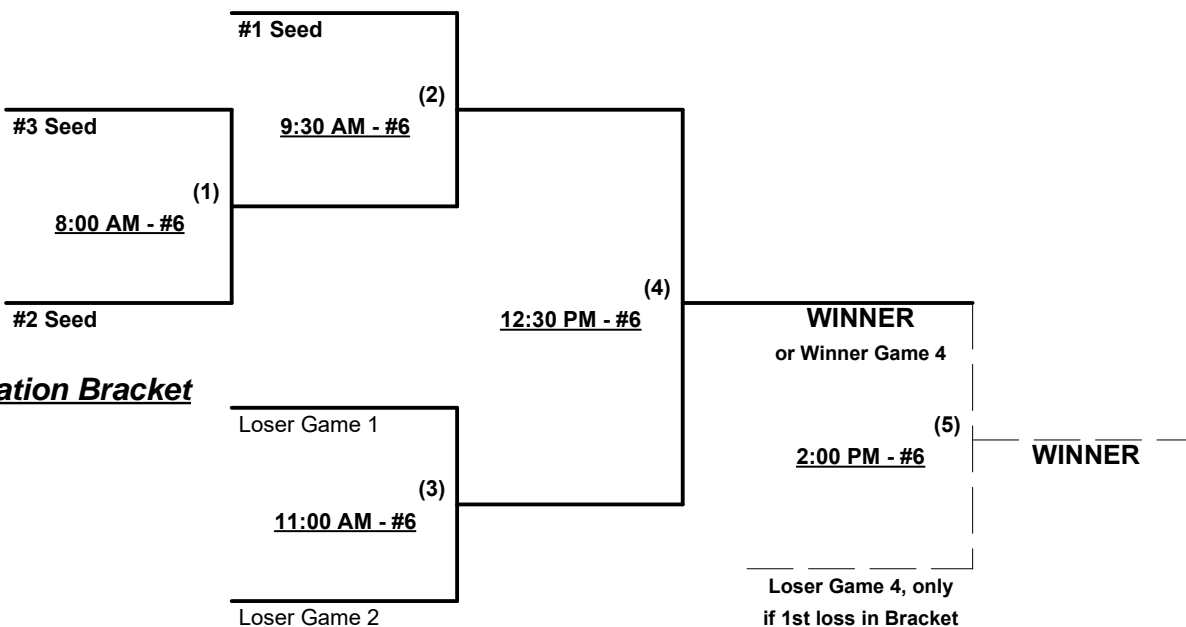 #1 Seed
(2)
#3 Seed
9:30 AM - #6
(1)
8:00 AM - #6
(4)
#2 Seed
12:30 PM - #6
WINNER
or Winner Game 4
ation Bracket
Loser Game 1
(5)
2:00 PM - #6
WINNER
(3)
11:00 AM - #6
Loser Game 4, only
if 1st loss in Bracket
Loser Game 2